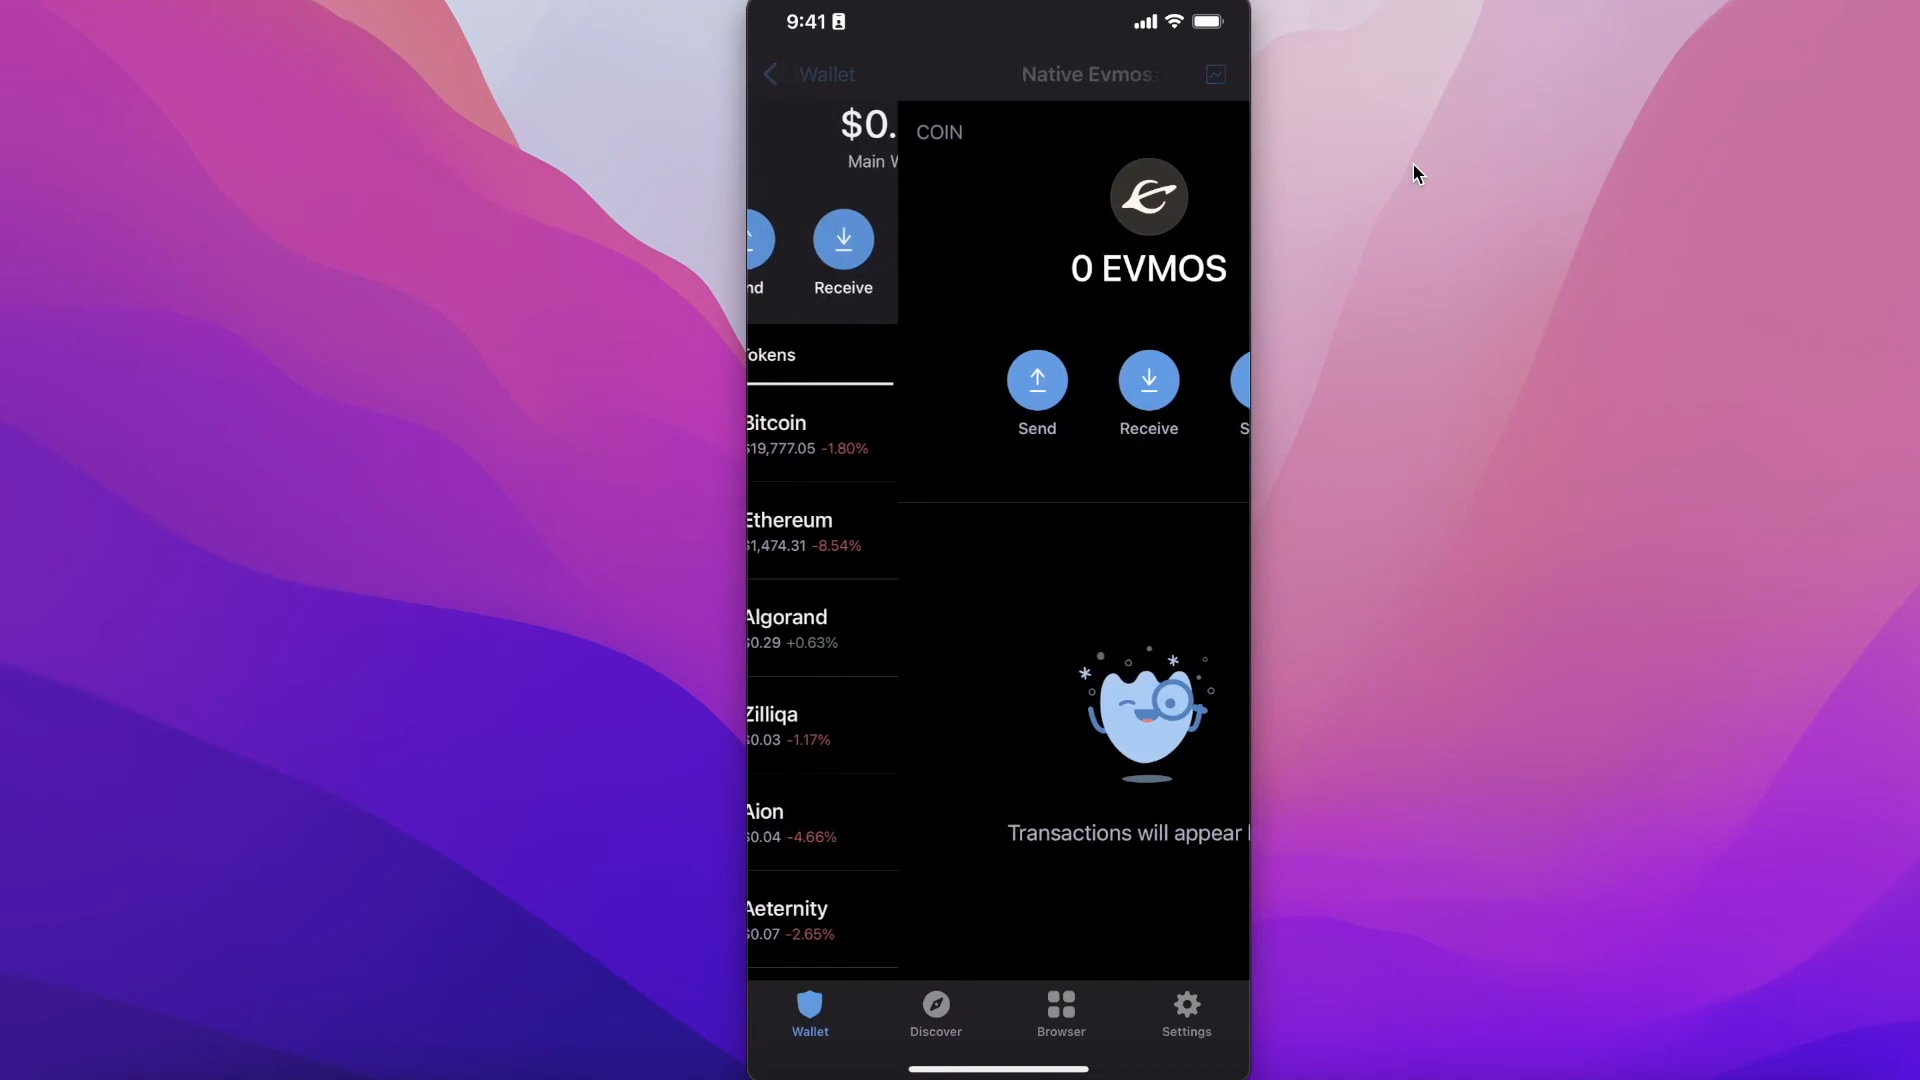 9:41
Wallet
Native Evmos
$0.
Main
COIN
0 EVMOS
nd
Receive
Send
Receive
S
okens
Bitcoin
$19,777.05 -1.80%
Ethereum
$1,474.31 -8.54%
Algorand
$0.29 +0.63%
Zilliqa
$0.03 -1.17%
Aion
$0.04 -4.66%
Aeternity
$0.07 -2.65%
Transactions will appear
Wallet
Discover
Browser
Settings